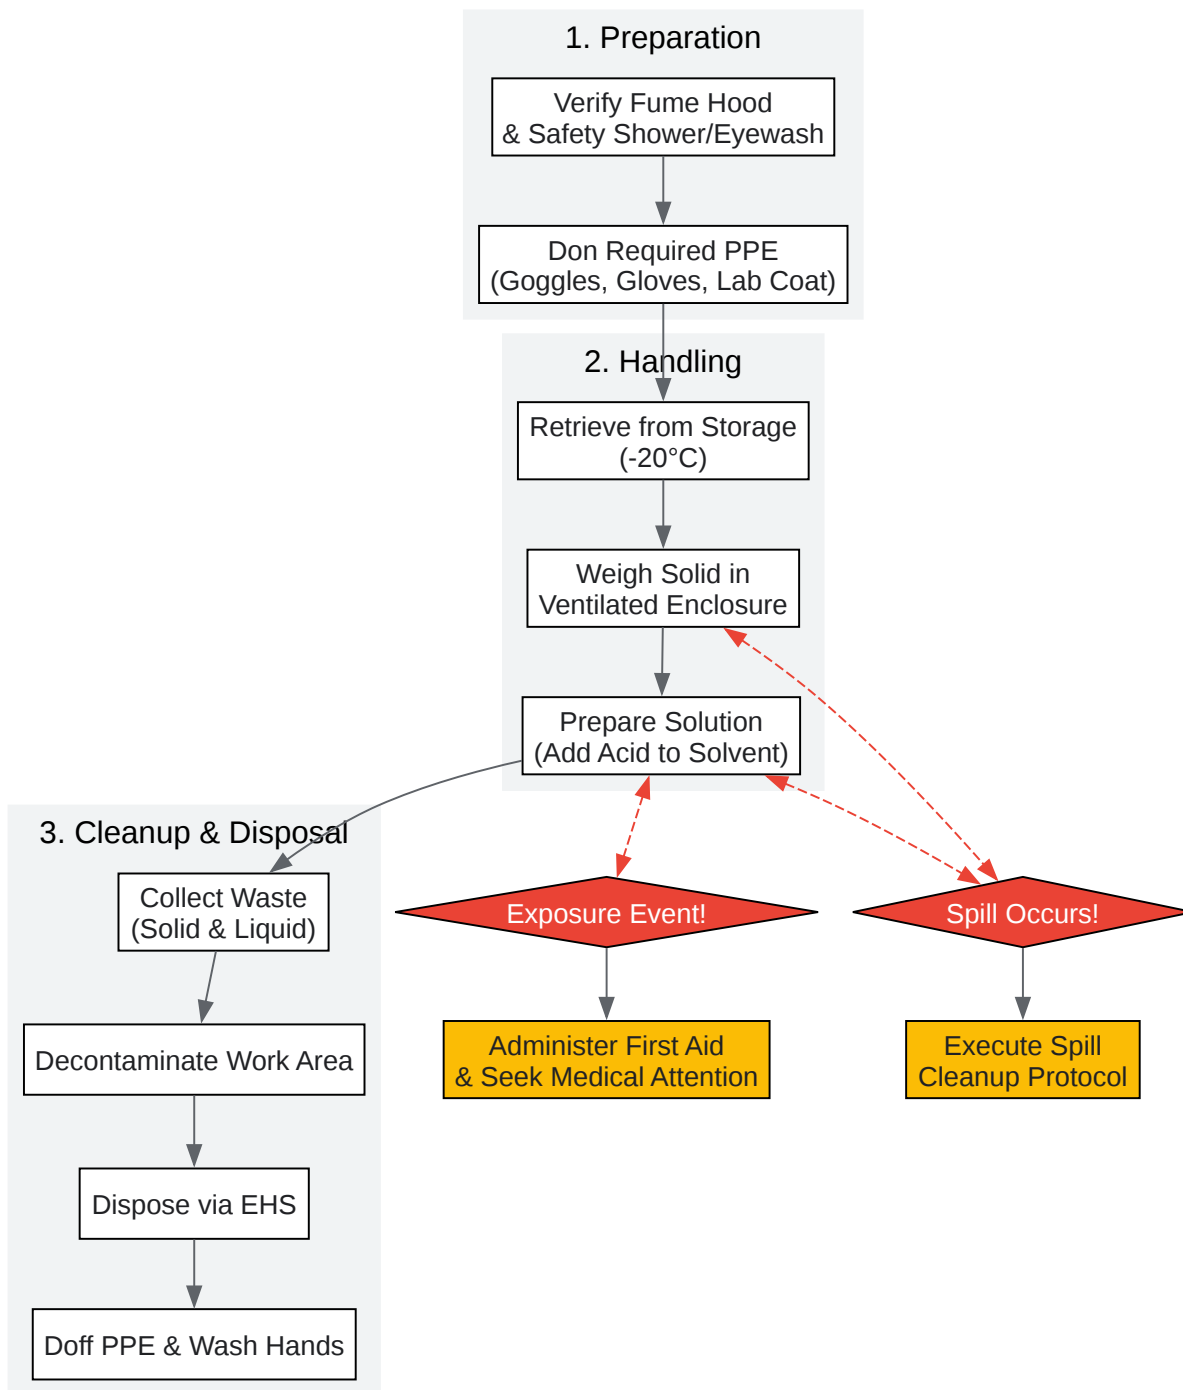 1. Preparation
Verify Fume Hood
& Safety Shower/Eyewash
Don Required PPE
(Goggles, Gloves, Lab Coat)
2. Handling
Retrieve from Storage
(-20°C)
Weigh Solid in
Ventilated Enclosure
Prepare Solution
(Add Acid to Solvent)
3. Cleanup & Disposal
Collect Waste
(Solid & Liquid)
Exposure Event!
Spill Occurs!
Decontaminate Work Area
Administer First Aid
& Seek Medical Attention
Execute Spill
Cleanup Protocol
Dispose via EHS
Doff PPE & Wash Hands